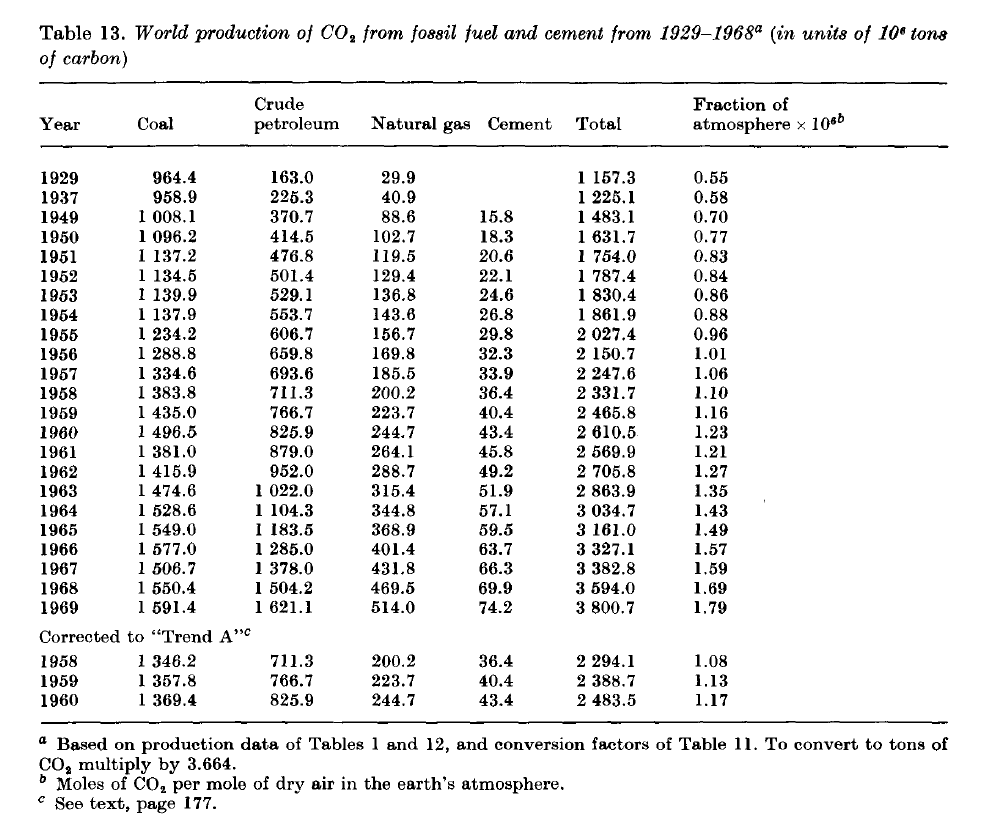 Table 13. World production of CO₂ from fossil fuel and cement from 1929–1968ᵃ (in units of 10⁶ tons
of carbon)
Year Coal Crude petroleum Natural gas Cement Total Fraction of atmosphere × 10⁶ᵇ
1929 964.4 163.0 29.9 1 157.3 0.55
1937 958.9 225.3 40.9 1 225.1 0.58
1949 1 008.1 370.7 88.6 15.8 1 483.1 0.70
1950 1 096.2 414.5 102.7 18.3 1 631.7 0.77
1951 1 137.2 476.8 119.5 20.6 1 754.0 0.83
1952 1 134.5 501.4 129.4 22.1 1 787.4 0.84
1953 1 139.9 529.1 136.8 24.6 1 830.4 0.86
1954 1 137.9 553.7 143.6 26.8 1 861.9 0.88
1955 1 234.2 606.7 156.7 29.8 2 027.4 0.96
1956 1 288.8 659.8 169.8 32.3 2 150.7 1.01
1957 1 334.6 693.6 185.5 33.9 2 247.6 1.06
1958 1 383.8 711.3 200.2 36.4 2 331.7 1.10
1959 1 435.0 766.7 223.7 40.4 2 465.8 1.16
1960 1 496.5 825.9 244.7 43.4 2 610.5 1.23
1961 1 381.0 879.0 264.1 45.8 2 569.9 1.21
1962 1 415.9 952.0 288.7 49.2 2 705.8 1.27
1963 1 474.6 1 022.0 315.4 51.9 2 863.9 1.35
1964 1 528.6 1 104.3 344.8 57.1 3 034.7 1.43
1965 1 549.0 1 183.5 368.9 59.5 3 161.0 1.49
1966 1 577.0 1 285.0 401.4 63.7 3 327.1 1.57
1967 1 506.7 1 378.0 431.8 66.3 3 382.8 1.59
1968 1 550.4 1 504.2 469.5 69.9 3 594.0 1.69
1969 1 591.4 1 621.1 514.0 74.2 3 800.7 1.79
Corrected to “Trend A”ᶜ
1958 1 346.2 711.3 200.2 36.4 2 294.1 1.08
1959 1 357.8 766.7 223.7 40.4 2 388.7 1.13
1960 1 369.4 825.9 244.7 43.4 2 483.5 1.17
ᵃ Based on production data of Tables 1 and 12, and conversion factors of Table 11. To convert to tons of
CO₂ multiply by 3.664.
ᵇ Moles of CO₂ per mole of dry air in the earth's atmosphere.
ᶜ See text, page 177.